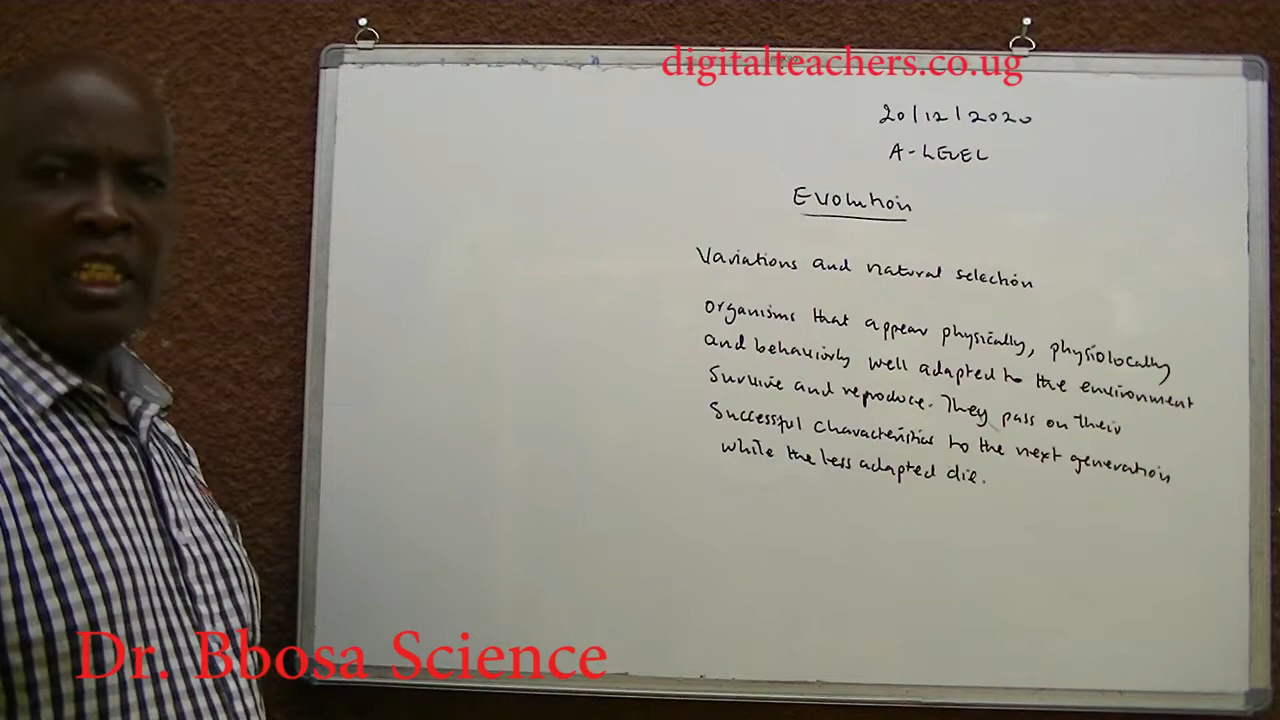 digitalteachers.co.ug
20/12/2020
A-LEVEL
Evolution
Variations and natural selection
Organisms that appear physically, physiolocally
and behaviorly well adapted to the environment
Survive and reproduce. They pass on their
Successful characteristics to the next generation
while the less adapted die.
Dr. Bbosa Science